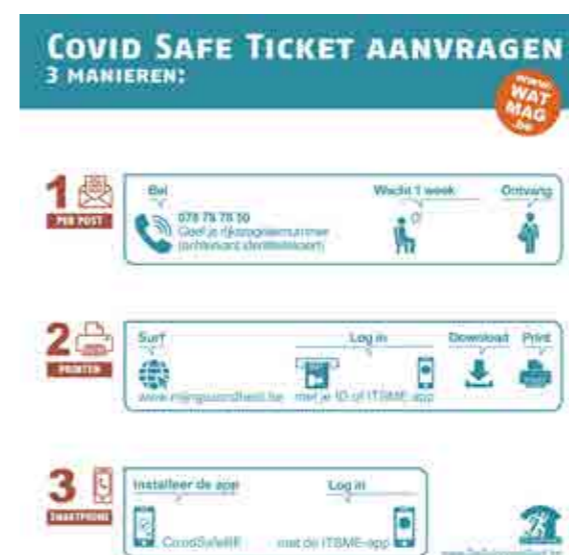 COVID SAFE TICKET AANVRAGEN
3 MANIEREN:
www.
WAT
MAG
.be
1
PER POST
Bel
078 78 78 50
Geef je rijksregisternummer
(achterkant identiteitskaart)
Wacht 1 week
Ontvang
2
PRINTEN
Surf
www.mijngezondheid.be
Log in
met je ID of ITSME-app
Download
Print
3
SMARTPHONE
Installeer de app
CovidSafeBE
Log in
met de ITSME-app